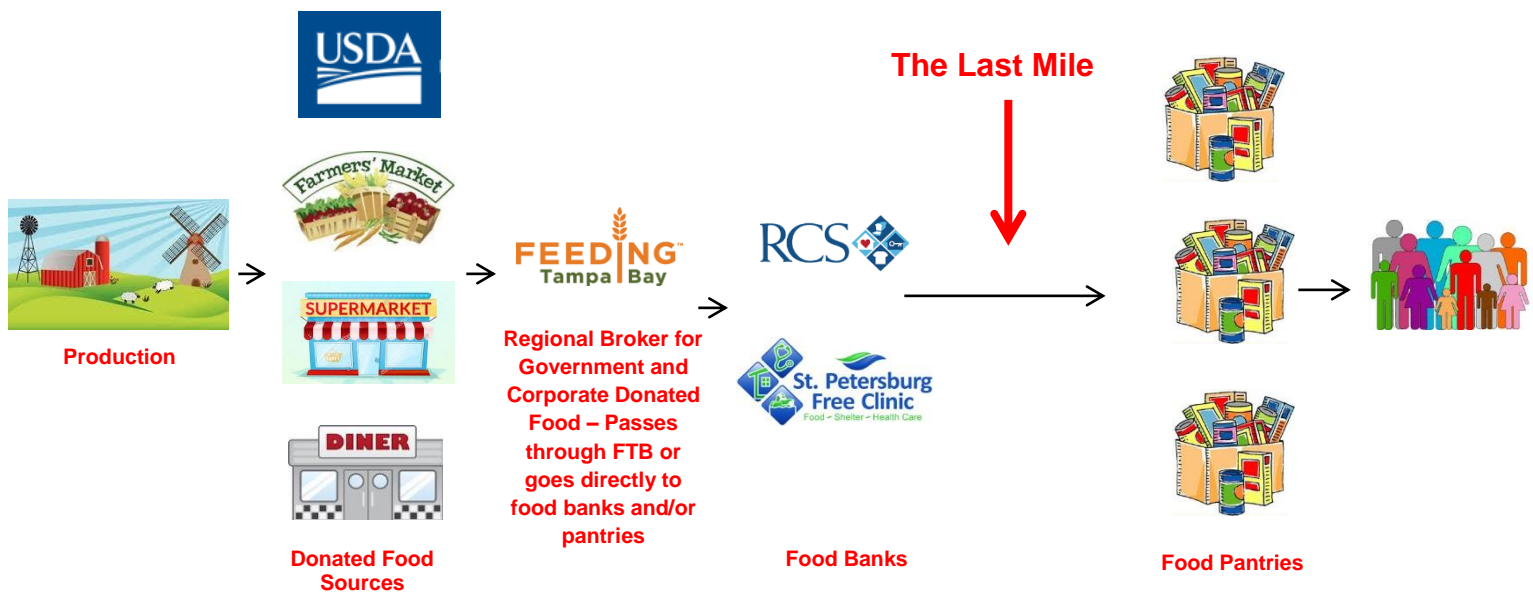 USDA
Farmers' Market
SUPERMARKET
DINER
Production
Donated Food
Sources
FEEDING™
Tampa Bay
Regional Broker for
Government and
Corporate Donated
Food – Passes
through FTB or
goes directly to
food banks and/or
pantries
RCS
St. Petersburg
Free Clinic
Food ~ Shelter ~ Health Care
Food Banks
The Last Mile
Food Pantries